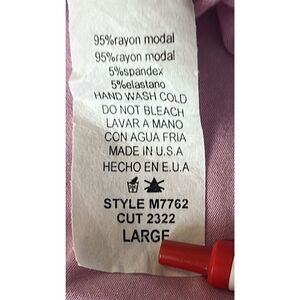 95%rayon modal
95%rayon modal
5%spandex
5%elastano
HAND WASH COLD
DO NOT BLEACH
LAVAR A MANO
CON AGUA FRIA
MADE IN U.S.A
HECHO EN E.U.A
STYLE M7762
CUT 2322
LARGE